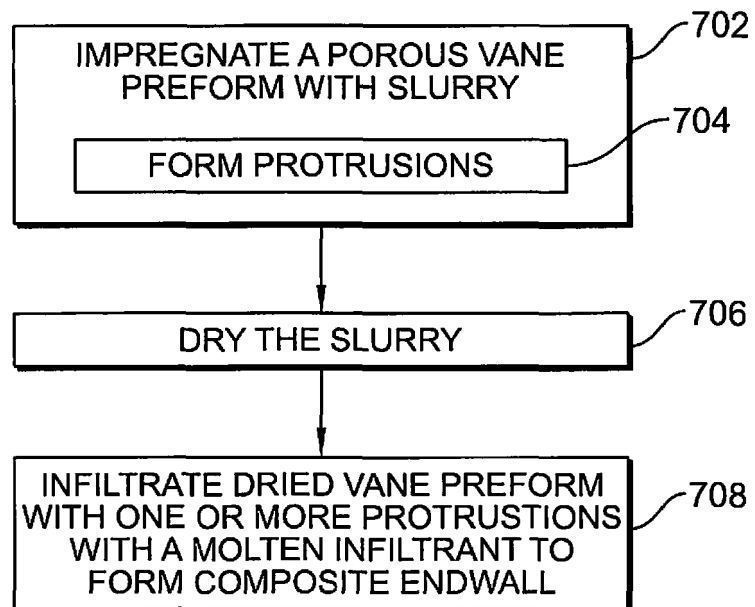 IMPREGNATE A POROUS VANE
PREFORM WITH SLURRY
702
FORM PROTRUSIONS
704
DRY THE SLURRY
706
INFILTRATE DRIED VANE PREFORM
WITH ONE OR MORE PROTRUSTIONS
WITH A MOLTEN INFILTRANT TO
FORM COMPOSITE ENDWALL
708